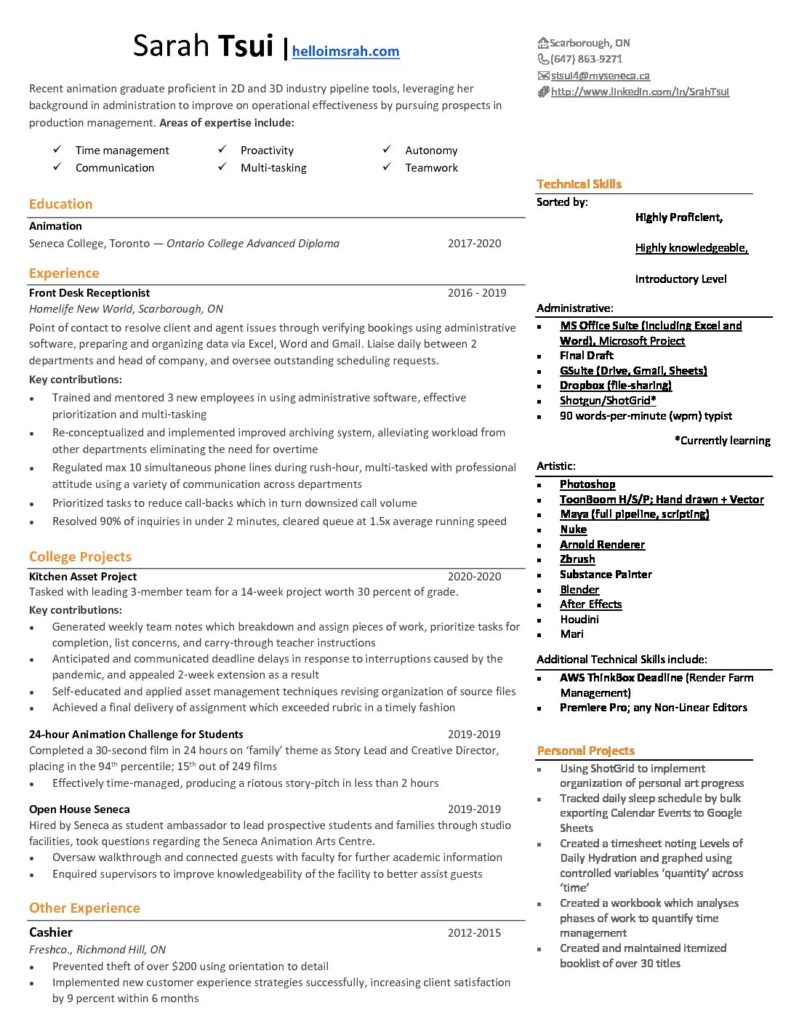 Sarah Tsui | helloimsrah.com
Recent animation graduate proficient in 2D and 3D industry pipeline tools, leveraging her
background in administration to improve on operational effectiveness by pursuing prospects in
production management. Areas of expertise include:
✓ Time management ✓ Proactivity ✓ Autonomy
✓ Communication ✓ Multi-tasking ✓ Teamwork
Education
Animation
Seneca College, Toronto — Ontario College Advanced Diploma 2017-2020
Experience
Front Desk Receptionist 2016 - 2019
Homelife New World, Scarborough, ON
Point of contact to resolve client and agent issues through verifying bookings using administrative
software, preparing and organizing data via Excel, Word and Gmail. Liaise daily between 2
departments and head of company, and oversee outstanding scheduling requests.
Key contributions:
• Trained and mentored 3 new employees in using administrative software, effective
prioritization and multi-tasking
• Re-conceptualized and implemented improved archiving system, alleviating workload from
other departments eliminating the need for overtime
• Regulated max 10 simultaneous phone lines during rush-hour, multi-tasked with professional
attitude using a variety of communication across departments
• Prioritized tasks to reduce call-backs which in turn downsized call volume
• Resolved 90% of inquiries in under 2 minutes, cleared queue at 1.5x average running speed
College Projects
Kitchen Asset Project 2020-2020
Tasked with leading 3-member team for a 14-week project worth 30 percent of grade.
Key contributions:
• Generated weekly team notes which breakdown and assign pieces of work, prioritize tasks for
completion, list concerns, and carry-through teacher instructions
• Anticipated and communicated deadline delays in response to interruptions caused by the
pandemic, and appealed 2-week extension as a result
• Self-educated and applied asset management techniques revising organization of source files
• Achieved a final delivery of assignment which exceeded rubric in a timely fashion
24-hour Animation Challenge for Students 2019-2019
Completed a 30-second film in 24 hours on ‘family’ theme as Story Lead and Creative Director,
placing in the 94th percentile; 15th out of 249 films
• Effectively time-managed, producing a riotous story-pitch in less than 2 hours
Open House Seneca 2019-2019
Hired by Seneca as student ambassador to lead prospective students and families through studio
facilities, took questions regarding the Seneca Animation Arts Centre.
• Oversaw walkthrough and connected guests with faculty for further academic information
• Enquired supervisors to improve knowledgeability of the facility to better assist guests
Other Experience
Cashier 2012-2015
Freshco., Richmond Hill, ON
• Prevented theft of over $200 using orientation to detail
• Implemented new customer experience strategies successfully, increasing client satisfaction
by 9 percent within 6 months
Scarborough, ON
(647) 863-9271
stsui4@myseneca.ca
http://www.linkedin.com/in/SrahTsui
Technical Skills
Sorted by:
Highly Proficient,
Highly knowledgeable,
Introductory Level
Administrative:
▪ MS Office Suite (including Excel and
Word), Microsoft Project
▪ Final Draft
▪ GSuite (Drive, Gmail, Sheets)
▪ Dropbox (file-sharing)
▪ Shotgun/ShotGrid*
▪ 90 words-per-minute (wpm) typist
*Currently learning
Artistic:
▪ Photoshop
▪ ToonBoom H/S/P; Hand drawn + Vector
▪ Maya (full pipeline, scripting)
▪ Nuke
▪ Arnold Renderer
▪ Zbrush
▪ Substance Painter
▪ Blender
▪ After Effects
▪ Houdini
▪ Mari
Additional Technical Skills include:
▪ AWS ThinkBox Deadline (Render Farm
Management)
▪ Premiere Pro; any Non-Linear Editors
Personal Projects
▪ Using ShotGrid to implement
organization of personal art progress
▪ Tracked daily sleep schedule by bulk
exporting Calendar Events to Google
Sheets
▪ Created a timesheet noting Levels of
Daily Hydration and graphed using
controlled variables ‘quantity’ across
‘time’
▪ Created a workbook which analyses
phases of work to quantify time
management
▪ Created and maintained itemized
booklist of over 30 titles